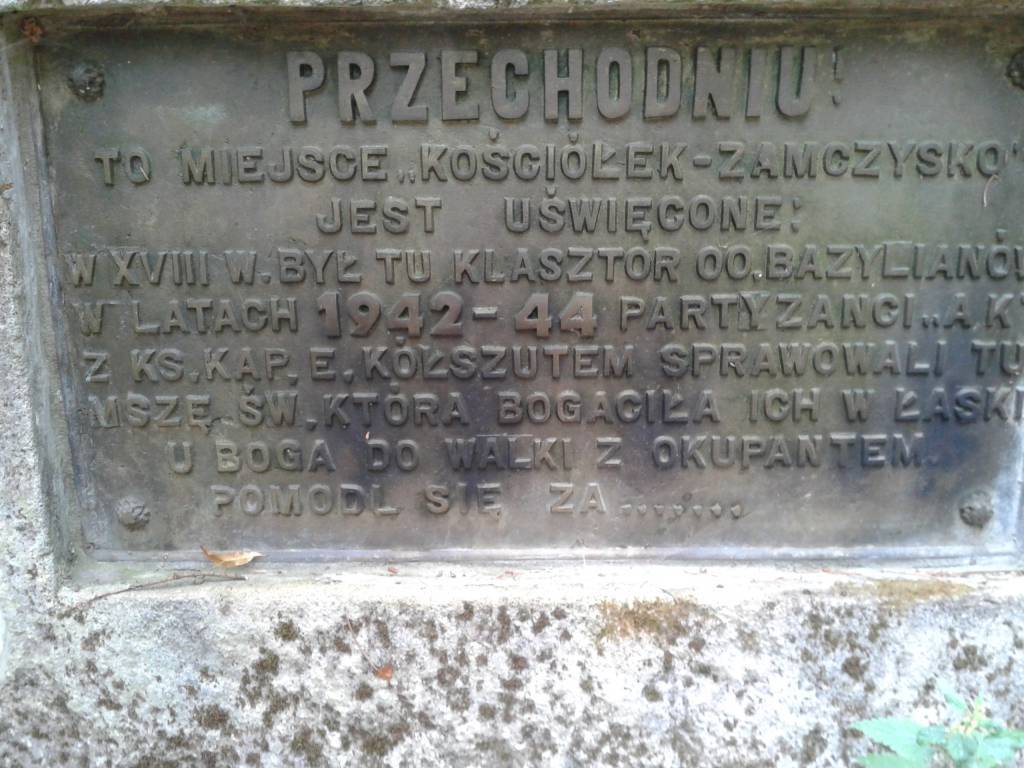 PRZECHODNIU!
TO MIEJSCE „KOŚCIÓŁEK-ZAMCZYSKO"
JEST UŚWIĘCONE:
W XVIII W. BYŁ TU KLASZTOR OO. BAZYLIANÓW
W LATACH 1942-44 PARTYZANCI „A K
Z KS. KAP. E. KÓŁSZUTEM SPRAWOWALI TU
MSZĘ ŚW. KTÓRA BOGACIŁA ICH W ŁASKI
U BOGA DO WALKI Z OKUPANTEM.
POMÓDL SIĘ ZA .......